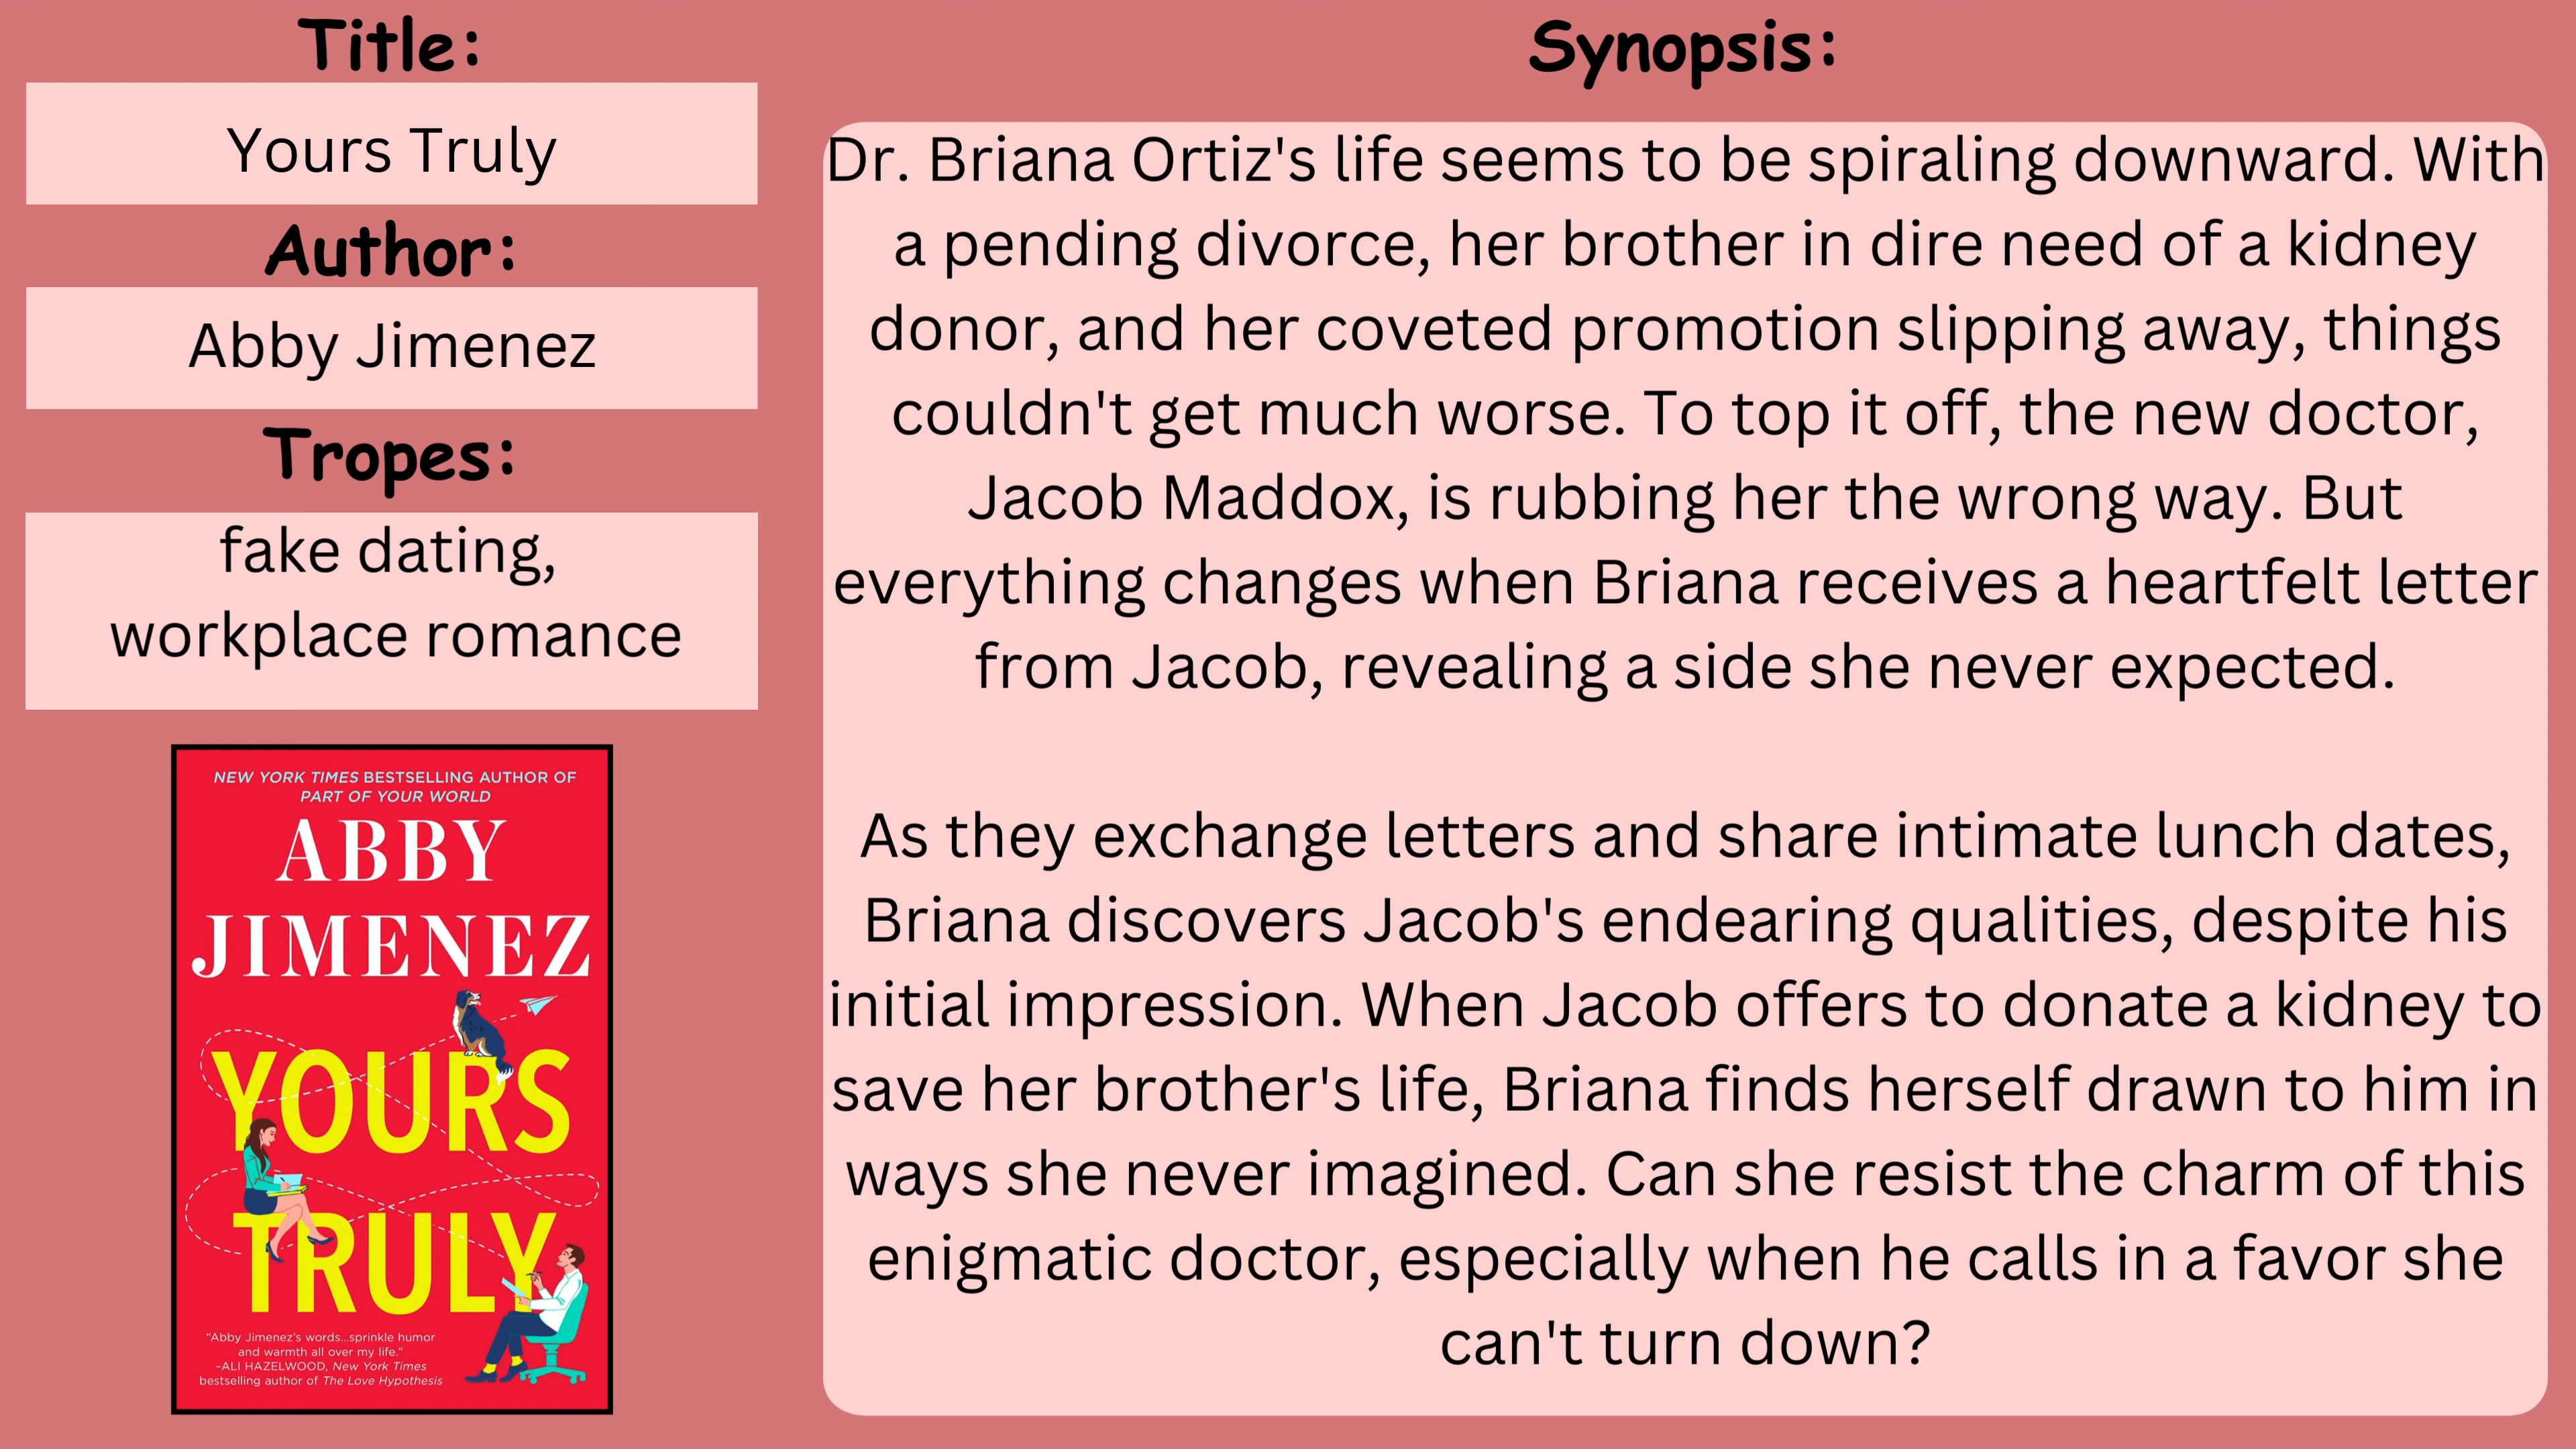 Title:
Yours Truly
Author:
Abby Jimenez
Tropes:
fake dating,
workplace romance
NEW YORK TIMES BESTSELLING AUTHOR OF
PART OF YOUR WORLD
ABBY
JIMENEZ
YOURS
TRULY
"Abby Jimenez's words...sprinkle humor
and warmth all over my life."
–ALI HAZELWOOD, New York Times
bestselling author of The Love Hypothesis
Synopsis:
Dr. Briana Ortiz's life seems to be spiraling downward. With
a pending divorce, her brother in dire need of a kidney
donor, and her coveted promotion slipping away, things
couldn't get much worse. To top it off, the new doctor,
Jacob Maddox, is rubbing her the wrong way. But
everything changes when Briana receives a heartfelt letter
from Jacob, revealing a side she never expected.
As they exchange letters and share intimate lunch dates,
Briana discovers Jacob's endearing qualities, despite his
initial impression. When Jacob offers to donate a kidney to
save her brother's life, Briana finds herself drawn to him in
ways she never imagined. Can she resist the charm of this
enigmatic doctor, especially when he calls in a favor she
can't turn down?